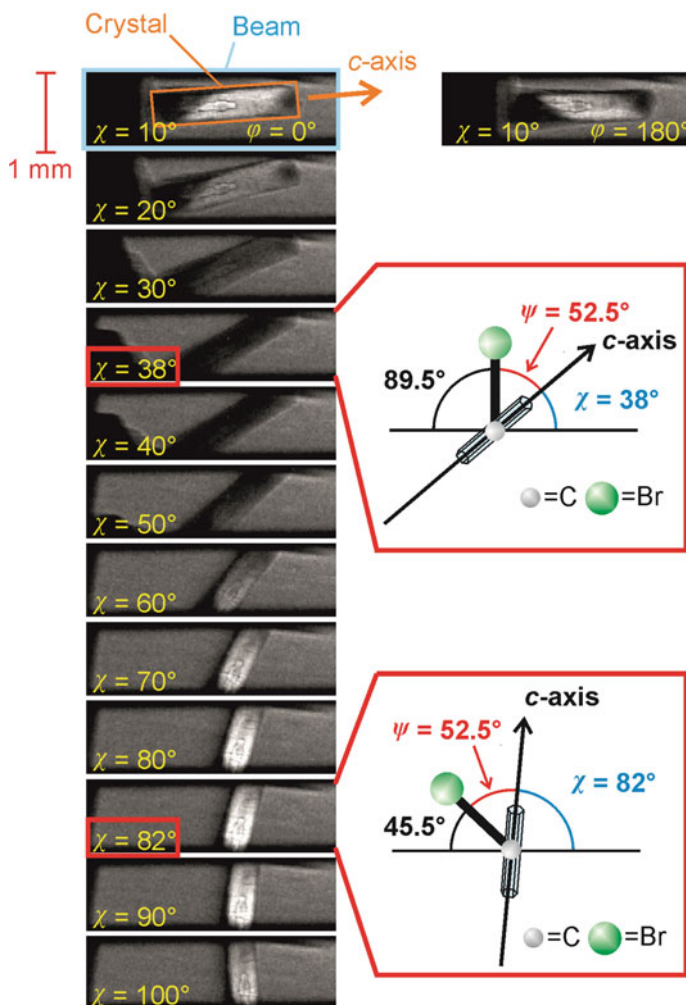 Crystal
Beam
c-axis
χ = 10°
φ = 0°
χ = 10°
φ = 180°
1 mm
χ = 20°
χ = 30°
χ = 38°
χ = 40°
χ = 50°
χ = 60°
χ = 70°
χ = 80°
χ = 82°
χ = 90°
χ = 100°
ψ = 52.5°
c-axis
89.5°
χ = 38°
=C =Br
c-axis
ψ = 52.5°
χ = 82°
45.5°
=C =Br